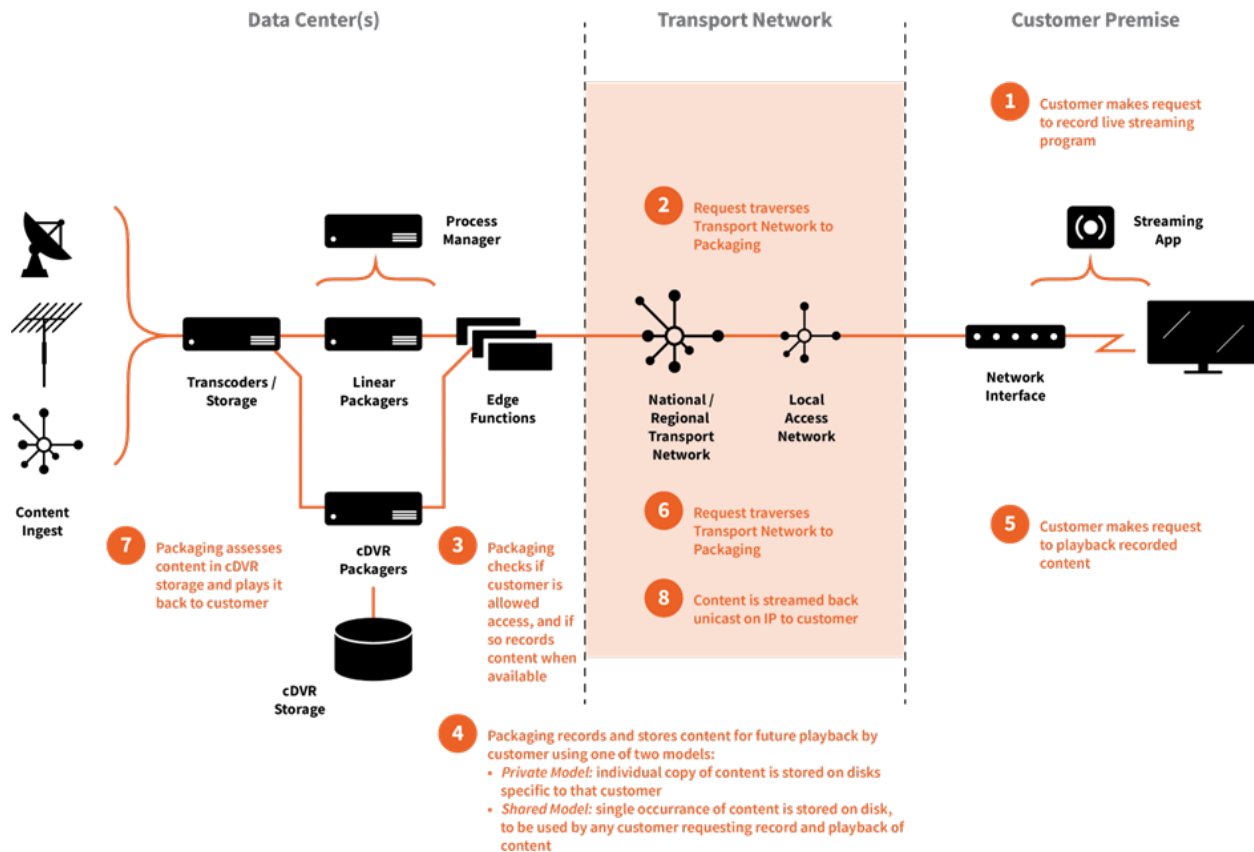 Data Center(s)
Transport Network
Customer Premise
1
Customer makes request
to record live streaming
program
2
Request traverses
Transport Network to
Packaging
Process
Manager
Streaming
App
Transcoders /
Storage
Linear
Packagers
Edge
Functions
National /
Regional
Transport
Network
Local
Access
Network
Network
Interface
Content
Ingest
7
Packaging assesses
content in cDVR
storage and plays it
back to customer
cDVR
Packagers
3
Packaging
checks if
customer is
allowed
access, and if
so records
content when
available
6
Request traverses
Transport Network to
Packaging
8
Content is streamed back
unicast on IP to customer
5
Customer makes request
to playback recorded
content
cDVR
Storage
4
Packaging records and stores content for future playback by
customer using one of two models:
• Private Model: individual copy of content is stored on disks
specific to that customer
• Shared Model: single occurrance of content is stored on disk,
to be used by any customer requesting record and playback of
content